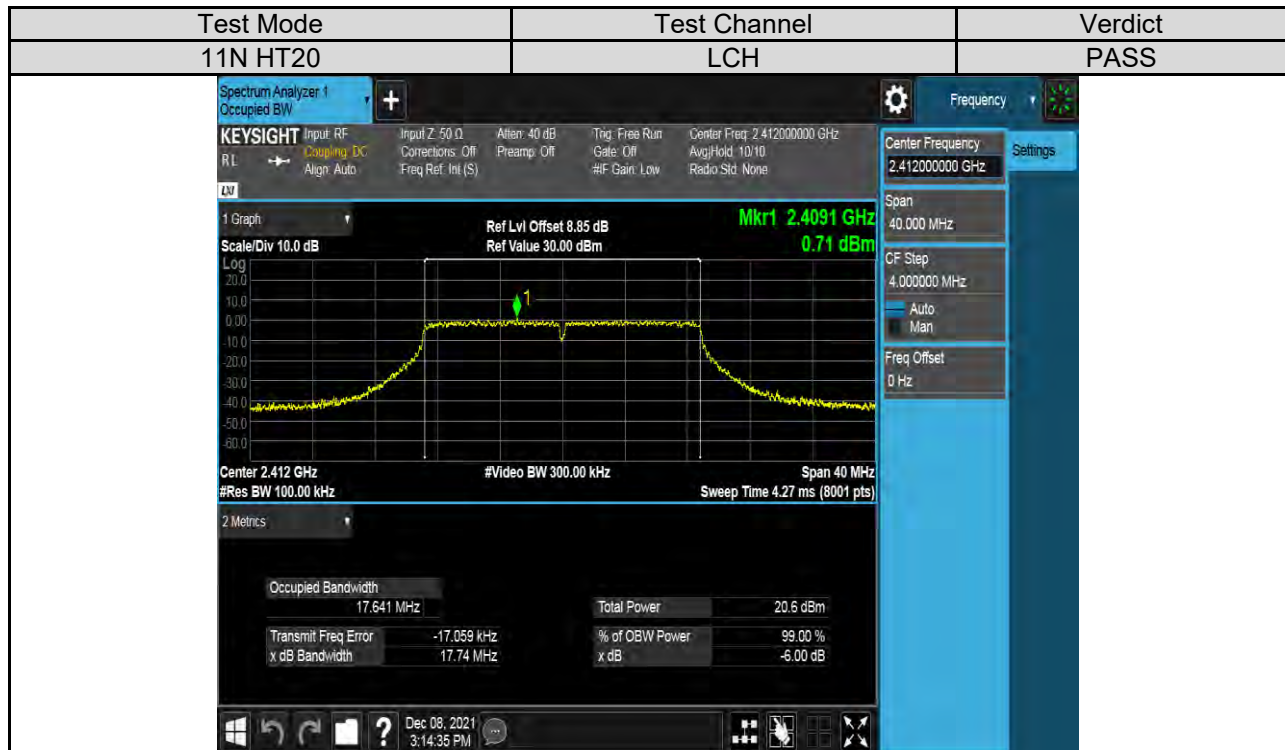 Test Mode Test Channel Verdict
11N HT20 LCH PASS
Spectrum Analyzer 1
Occupied BW
+
Frequency
KEYSIGHT Input: RF Input Z: 50 Ω Atten: 40 dB Trig: Free Run Center Freq: 2.412000000 GHz
RL Coupling: DC Corrections: Off Preamp: Off Gate: Off Avg|Hold: 10/10
Align: Auto Freq Ref: Int (S) #IF Gain: Low Radio Std: None
LXI
Center Frequency
2.412000000 GHz
Settings
Span
40.000 MHz
CF Step
4.000000 MHz
Auto
Man
Freq Offset
0 Hz
1 Graph Ref Lvl Offset 8.85 dB Mkr1 2.4091 GHz
Scale/Div 10.0 dB Ref Value 30.00 dBm 0.71 dBm
Log
20.0
10.0
0.00
-10.0
-20.0
-30.0
-40.0
-50.0
-60.0
1
Center 2.412 GHz #Video BW 300.00 kHz Span 40 MHz
#Res BW 100.00 kHz Sweep Time 4.27 ms (8001 pts)
2 Metrics
Occupied Bandwidth
17.641 MHz Total Power 20.6 dBm
Transmit Freq Error -17.059 kHz % of OBW Power 99.00 %
x dB Bandwidth 17.74 MHz x dB -6.00 dB
? Dec 08, 2021
3:14:35 PM